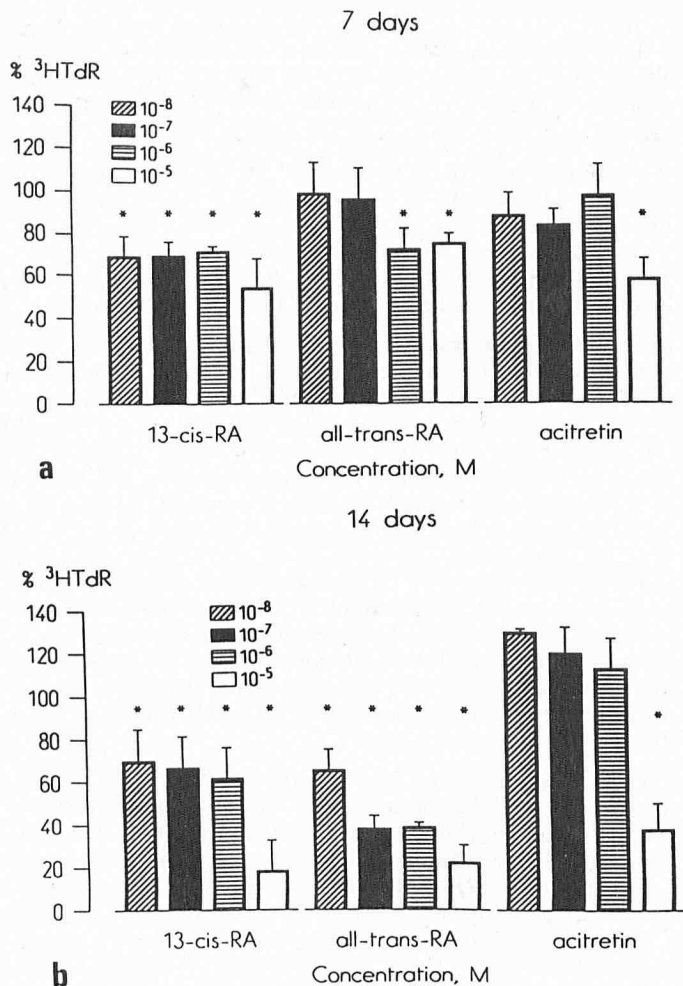 7 days
% ³HTdR
140
120
100
80
60
40
20
0
10⁻⁸
10⁻⁷
10⁻⁶
10⁻⁵
* * * * * * *
13-cis-RA all-trans-RA acitretin
a Concentration, M
14 days
% ³HTdR
140
120
100
80
60
40
20
0
10⁻⁸
10⁻⁷
10⁻⁶
10⁻⁵
* * * * * * * * *
13-cis-RA all-trans-RA acitretin
b Concentration, M